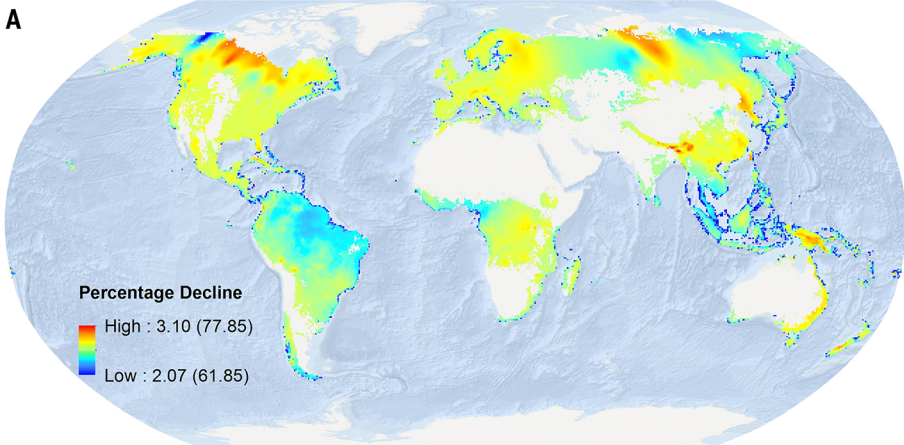 A
Percentage Decline
High : 3.10 (77.85)
Low : 2.07 (61.85)